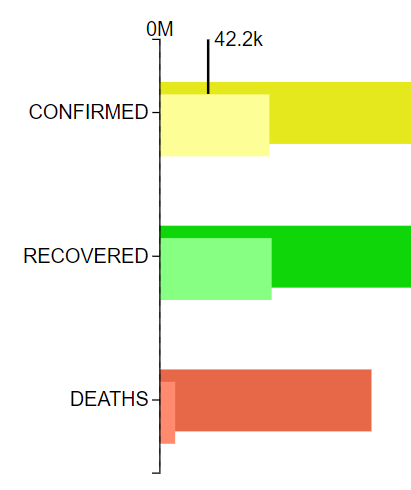 0M
42.2k
CONFIRMED
RECOVERED
DEATHS